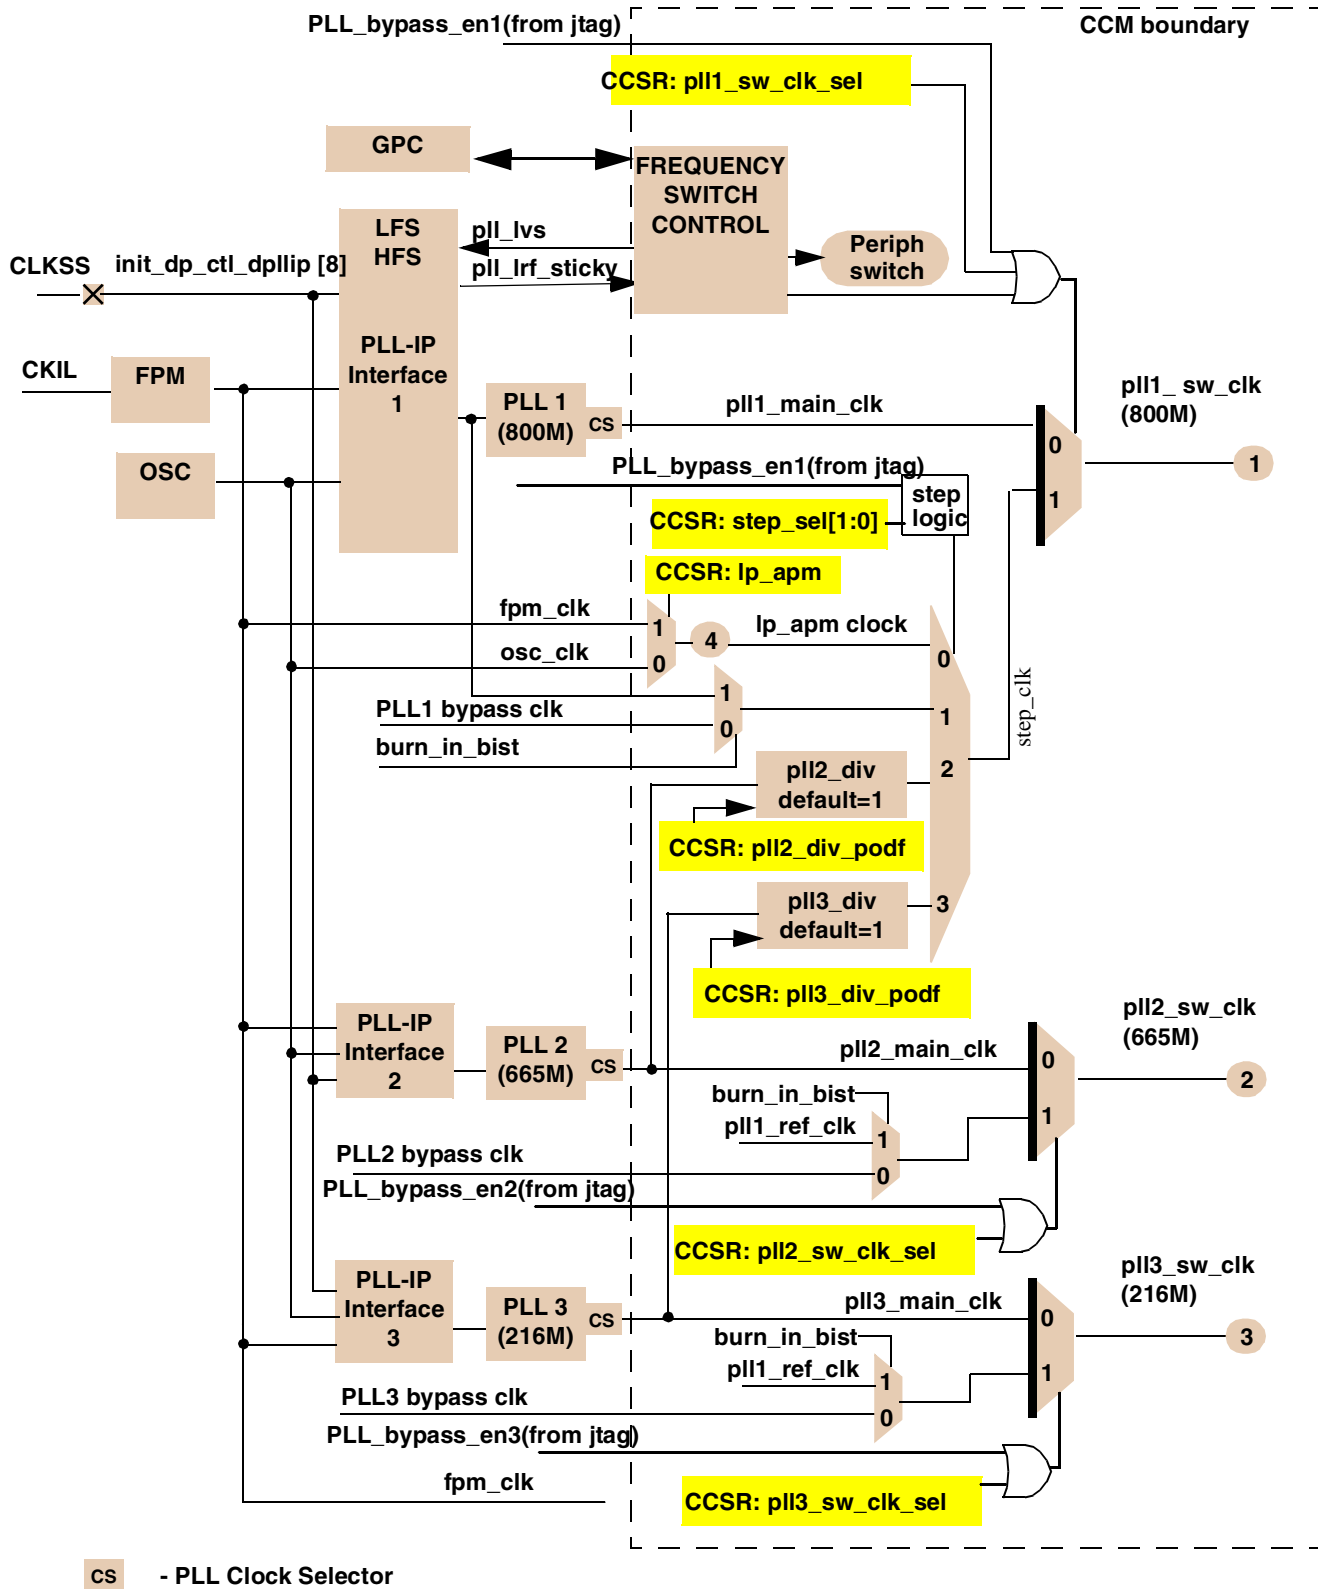 PLL_bypass_en1(from jtag)
CCM boundary
CCSR: pll1_sw_clk_sel
GPC
FREQUENCY
SWITCH
CONTROL
LFS
HFS
pll_lvs
pll_lrf_sticky
Periph
switch
CLKSS
init_dp_ctl_dpllip [8]
PLL-IP
Interface
1
CKIL
FPM
PLL 1
(800M)
CS
pll1_main_clk
pll1_ sw_clk
(800M)
0
1
1
OSC
PLL_bypass_en1(from jtag)
step
logic
CCSR: step_sel[1:0]
CCSR: lp_apm
fpm_clk
1
0
4
lp_apm clock
osc_clk
0
1
2
3
step_clk
PLL1 bypass clk
1
0
burn_in_bist
pll2_div
default=1
CCSR: pll2_div_podf
pll3_div
default=1
CCSR: pll3_div_podf
PLL-IP
Interface
2
PLL 2
(665M)
CS
pll2_main_clk
pll2_sw_clk
(665M)
0
1
2
burn_in_bist
pll1_ref_clk
1
0
PLL2 bypass clk
PLL_bypass_en2(from jtag)
CCSR: pll2_sw_clk_sel
PLL-IP
Interface
3
PLL 3
(216M)
CS
pll3_main_clk
pll3_sw_clk
(216M)
0
1
3
burn_in_bist
pll1_ref_clk
1
0
PLL3 bypass clk
PLL_bypass_en3(from jtag)
fpm_clk
CCSR: pll3_sw_clk_sel
CS - PLL Clock Selector